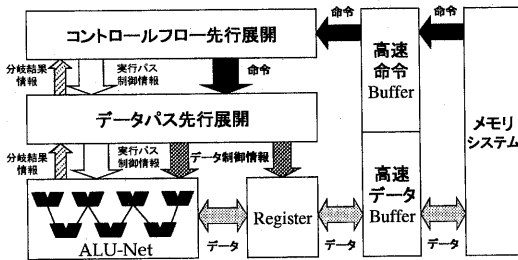 コントロールフロー先行展開
命令
高速
命令
Buffer
命令
メモリ
システム
分岐結果
情報
実行パス
制御情報
命令
データパス先行展開
分岐結果
情報
実行パス
制御情報
データ制御情報
高速
データ
Buffer
ALU-Net
データ
Register
データ
データ